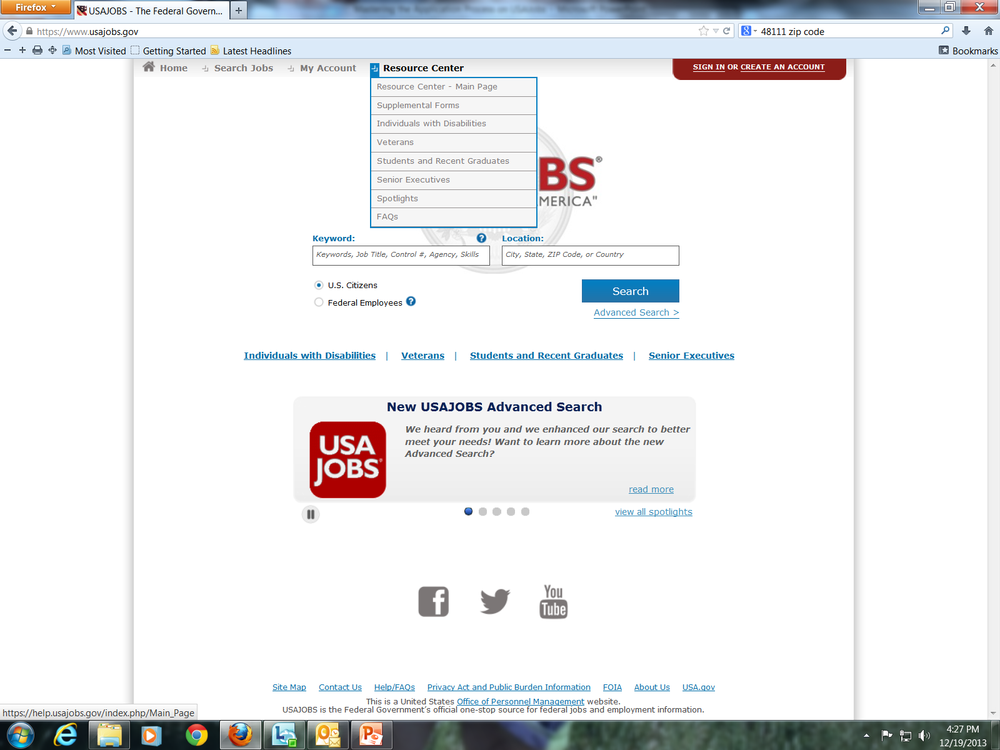 Firefox
USAJOBS - The Federal Govern...
https://www.usajobs.gov
48111 zip code
Most Visited
Getting Started
Latest Headlines
Bookmarks
Home
Search Jobs
My Account
Resource Center
SIGN IN OR CREATE AN ACCOUNT
Resource Center - Main Page
Supplemental Forms
Individuals with Disabilities
Veterans
Students and Recent Graduates
Senior Executives
Spotlights
FAQs
BS®
MERICA"
Keyword:
Location:
Keywords, Job Title, Control #, Agency, Skills
City, State, ZIP Code, or Country
U.S. Citizens
Federal Employees
Search
Advanced Search >
Individuals with Disabilities | Veterans | Students and Recent Graduates | Senior Executives
New USAJOBS Advanced Search
USA
JOBS®
We heard from you and we enhanced our search to better
meet your needs! Want to learn more about the new
Advanced Search?
read more
view all spotlights
You
Tube
Site Map
Contact Us
Help/FAQs
Privacy Act and Public Burden Information
FOIA
About Us
USA.gov
This is a United States Office of Personnel Management website.
USAJOBS is the Federal Government's official one-stop source for federal jobs and employment information.
https://help.usajobs.gov/index.php/Main_Page
4:27 PM
12/19/2013